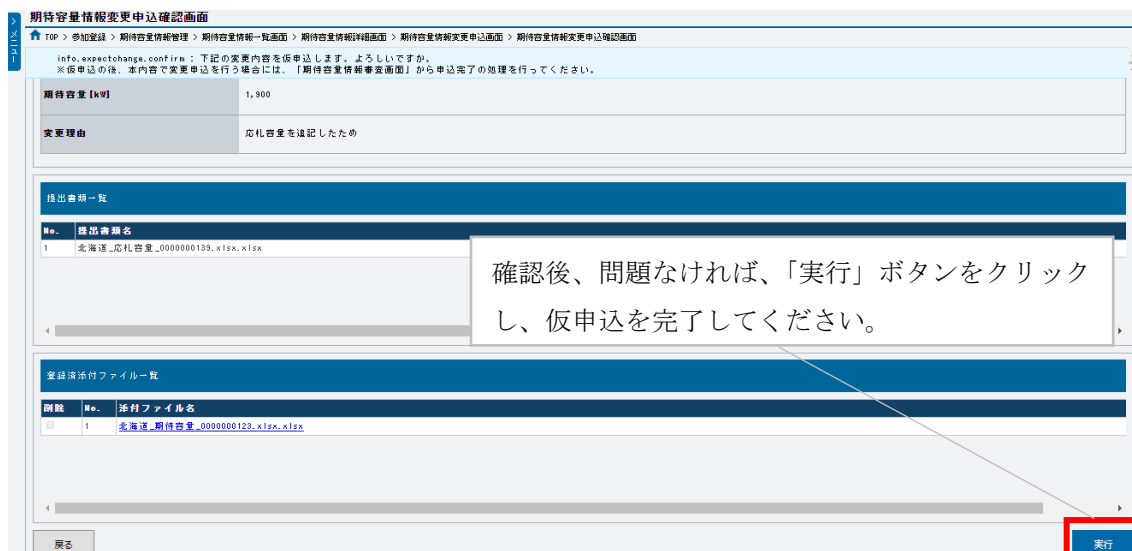 期待容量情報変更申込確認画面
>
メニュー
TOP > 参加登録 > 期待容量情報管理 > 期待容量情報一覧画面 > 期待容量情報詳細画面 > 期待容量情報変更申込画面 > 期待容量情報変更申込確認画面
info.expectchange.confirm : 下記の変更内容を仮申込します。よろしいですか。
※仮申込の後、本内容で変更申込を行う場合には、「期待容量情報審査画面」から申込完了の処理を行ってください。
期待容量[kW] 1,900
変更理由 応札容量を追記したため
提出書類一覧
No. 提出書類名
1 北海道_応札容量_0000000139.xlsx.xlsx
確認後、問題なければ、「実行」ボタンをクリック
し、仮申込を完了してください。
登録済添付ファイル一覧
削除 No. 添付ファイル名
1 北海道_期待容量_0000000123.xlsx.xlsx
戻る 実行